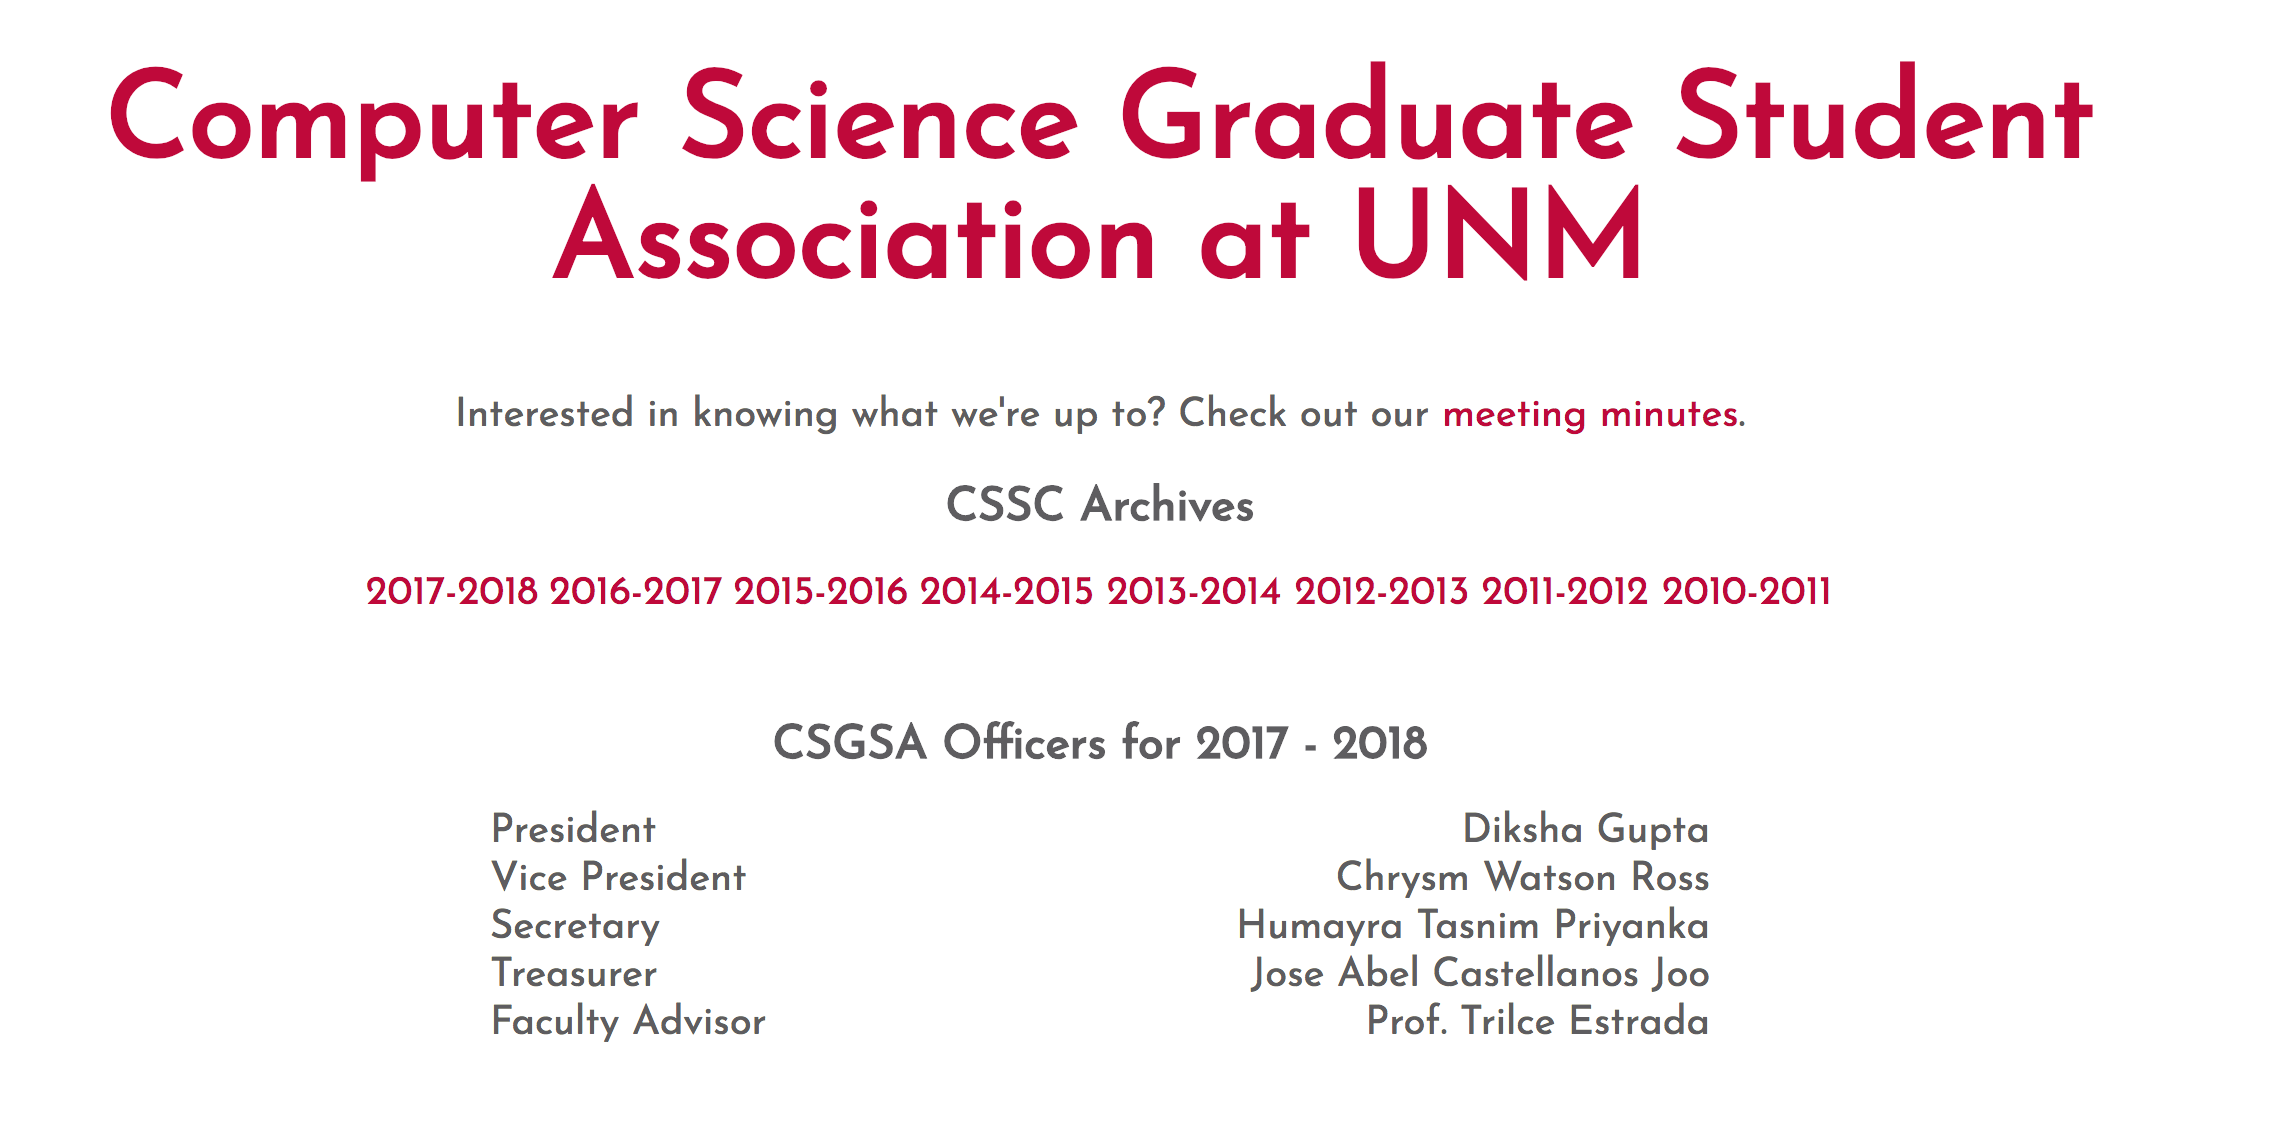 Computer Science Graduate Student
Association at UNM
Interested in knowing what we're up to? Check out our meeting minutes.
CSSC Archives
2017-2018 2016-2017 2015-2016 2014-2015 2013-2014 2012-2013 2011-2012 2010-2011
CSGSA Officers for 2017 - 2018
President Diksha Gupta
Vice President Chrysm Watson Ross
Secretary Humayra Tasnim Priyanka
Treasurer Jose Abel Castellanos Joo
Faculty Advisor Prof. Trilce Estrada